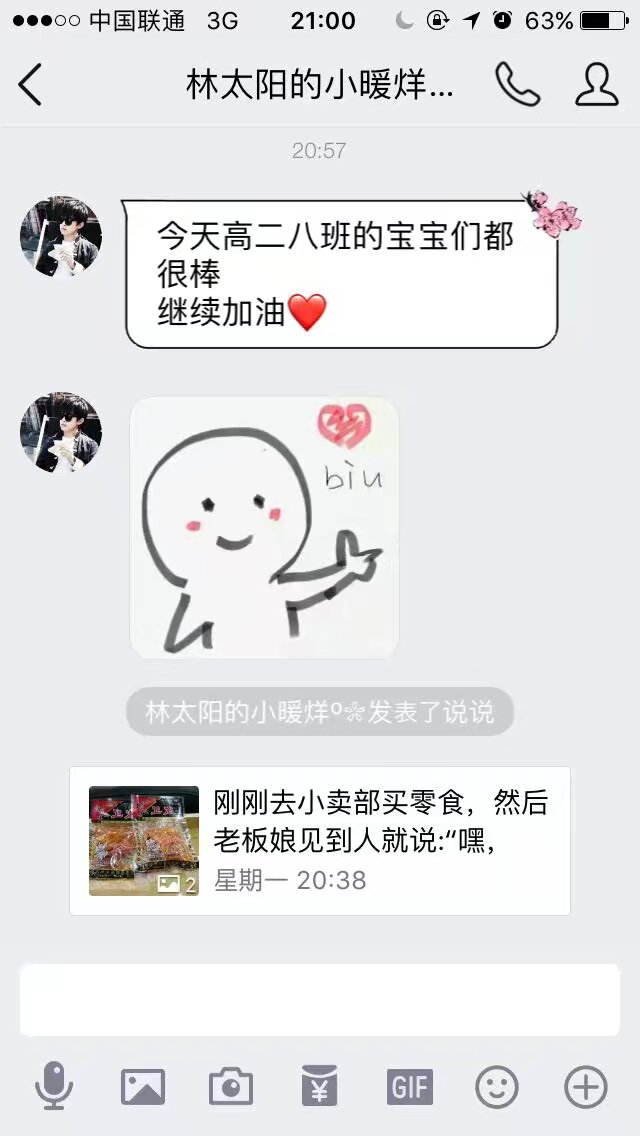 中国联通 3G 21:00 63%
林太阳的小暖烊...
20:57
今天高二八班的宝宝们都
很棒
继续加油❤️
biu
林太阳的小暖烊º❀发表了说说
刚刚去小卖部买零食，然后
老板娘见到人就说:“嘿，
2
星期一 20:38
¥
GIF